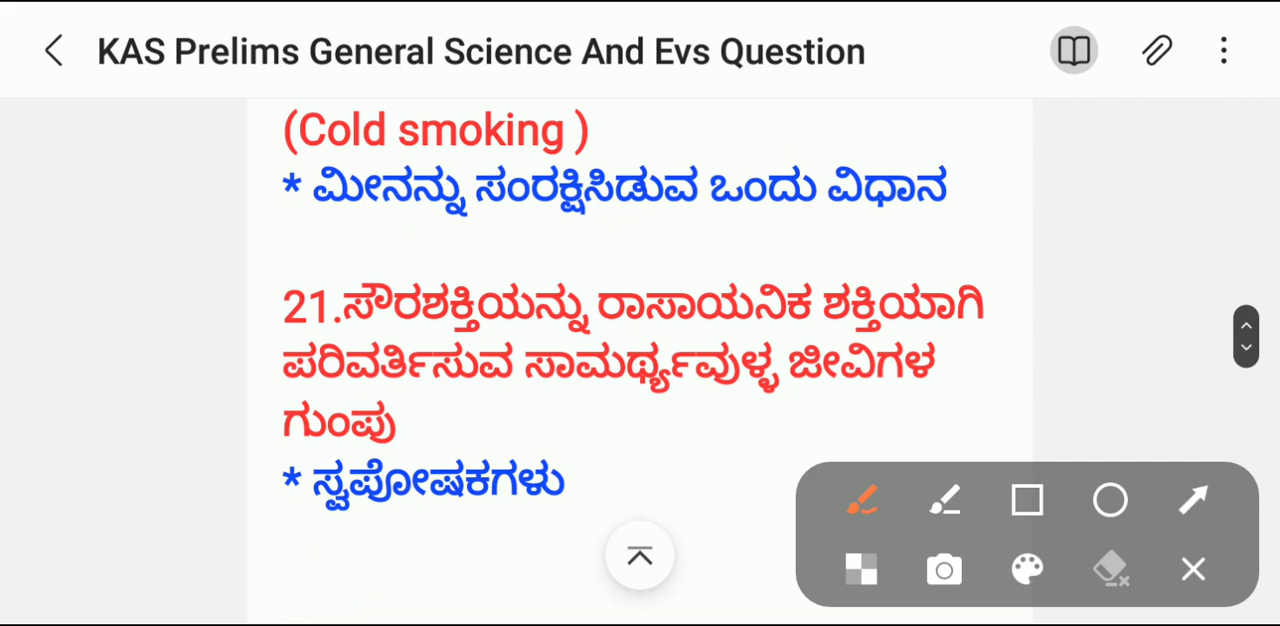 KAS Prelims General Science And Evs Question
(Cold smoking )
* ಮೀನನ್ನು ಸಂರಕ್ಷಿಸಿಡುವ ಒಂದು ವಿಧಾನ
21.ಸೌರಶಕ್ತಿಯನ್ನು ರಾಸಾಯನಿಕ ಶಕ್ತಿಯಾಗಿ
ಪರಿವರ್ತಿಸುವ ಸಾಮರ್ಥ್ಯವುಳ್ಳ ಜೀವಿಗಳ
ಗುಂಪು
* ಸ್ವಪೋಷಕಗಳು